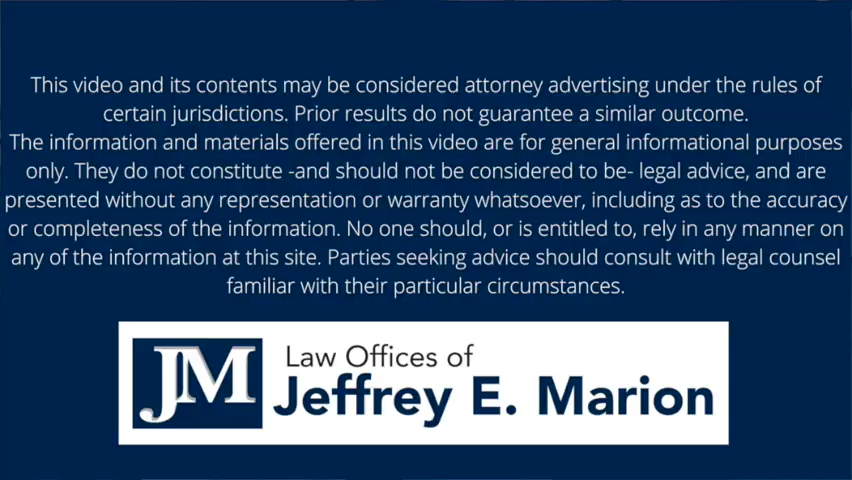 This video and its contents may be considered attorney advertising under the rules of
certain jurisdictions. Prior results do not guarantee a similar outcome.
The information and materials offered in this video are for general informational purposes
only. They do not constitute -and should not be considered to be- legal advice, and are
presented without any representation or warranty whatsoever, including as to the accuracy
or completeness of the information. No one should, or is entitled to, rely in any manner on
any of the information at this site. Parties seeking advice should consult with legal counsel
familiar with their particular circumstances.
JM
Law Offices of
Jeffrey E. Marion